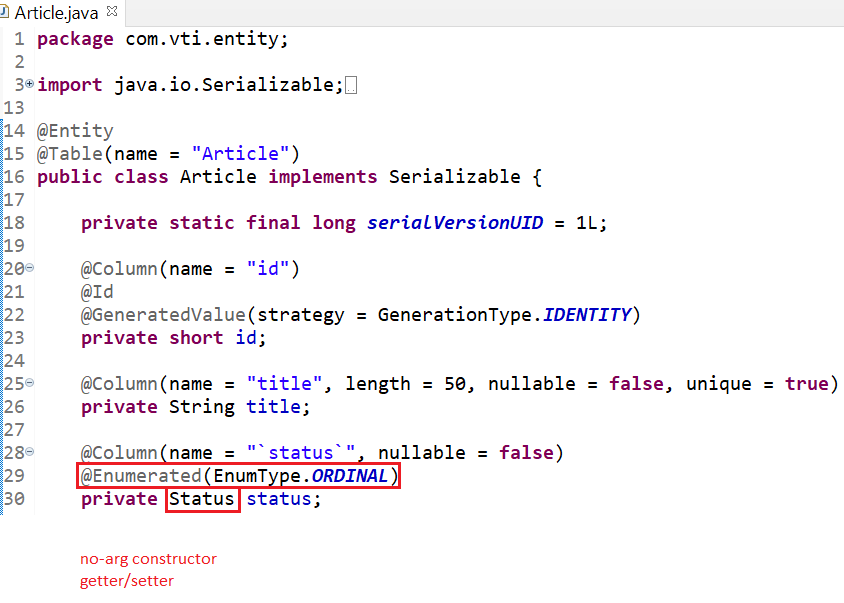 Article.java
1 package com.vti.entity;
2
3 import java.io.Serializable;
13
14 @Entity
15 @Table(name = "Article")
16 public class Article implements Serializable {
17
18 private static final long serialVersionUID = 1L;
19
20 @Column(name = "id")
21 @Id
22 @GeneratedValue(strategy = GenerationType.IDENTITY)
23 private short id;
24
25 @Column(name = "title", length = 50, nullable = false, unique = true)
26 private String title;
27
28 @Column(name = "`status`", nullable = false)
29 @Enumerated(EnumType.ORDINAL)
30 private Status status;
no-arg constructor
getter/setter